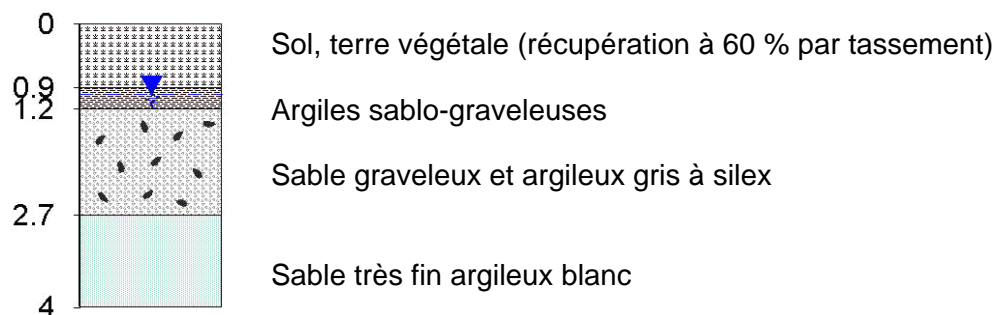 0
Sol, terre végétale (récupération à 60 % par tassement)
0.9
1.2
Argiles sablo-graveleuses
Sable graveleux et argileux gris à silex
2.7
Sable très fin argileux blanc
4